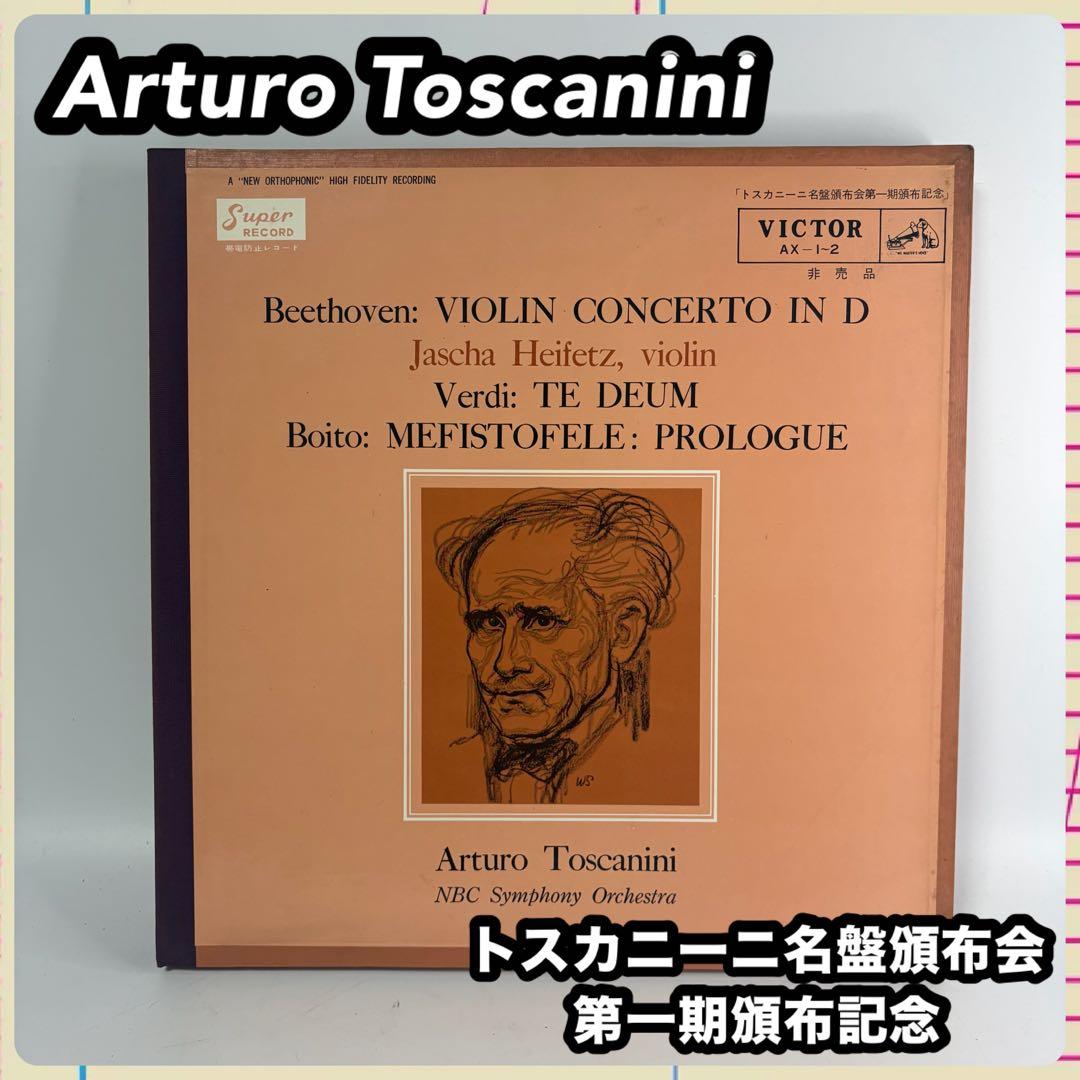 Arturo Toscanini
A "NEW ORTHOPHONIC" HIGH FIDELITY RECORDING
Super
RECORD
帯電防止レコード
「トスカニーニ名盤頒布会第一期頒布記念」
VICTOR
AX-1~2
"HIS MASTER'S VOICE"
非売品
Beethoven: VIOLIN CONCERTO IN D
Jascha Heifetz, violin
Verdi: TE DEUM
Boito: MEFISTOFELE: PROLOGUE
WS
Arturo Toscanini
NBC Symphony Orchestra
トスカニーニ名盤頒布会
第一期頒布記念